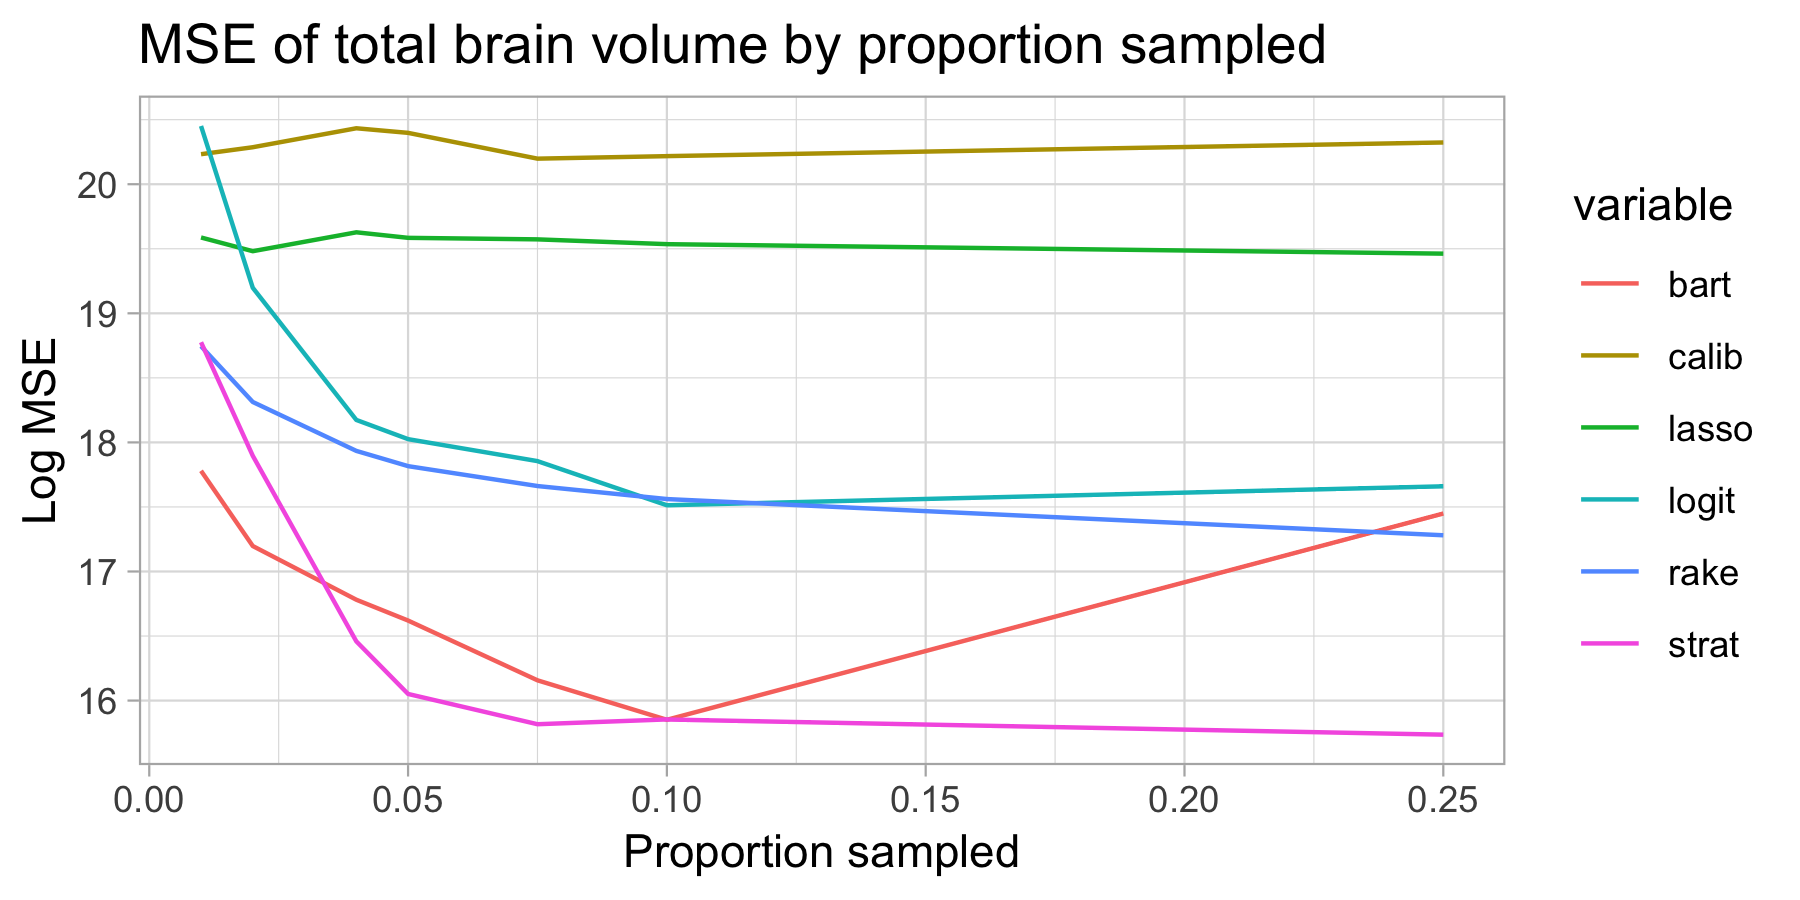 MSE of total brain volume by proportion sampled
Log MSE
20
19
18
17
16
0.00 0.05 0.10 0.15 0.20 0.25
Proportion sampled
variable
bart
calib
lasso
logit
rake
strat